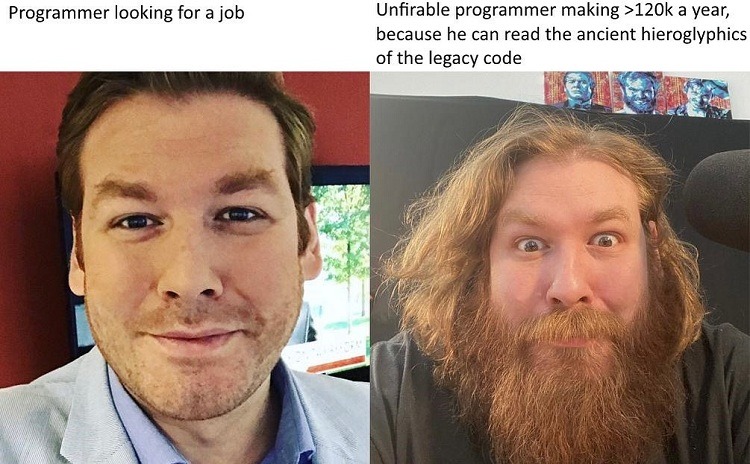 Programmer looking for a job
Unfirable programmer making >120k a year,
because he can read the ancient hieroglyphics
of the legacy code